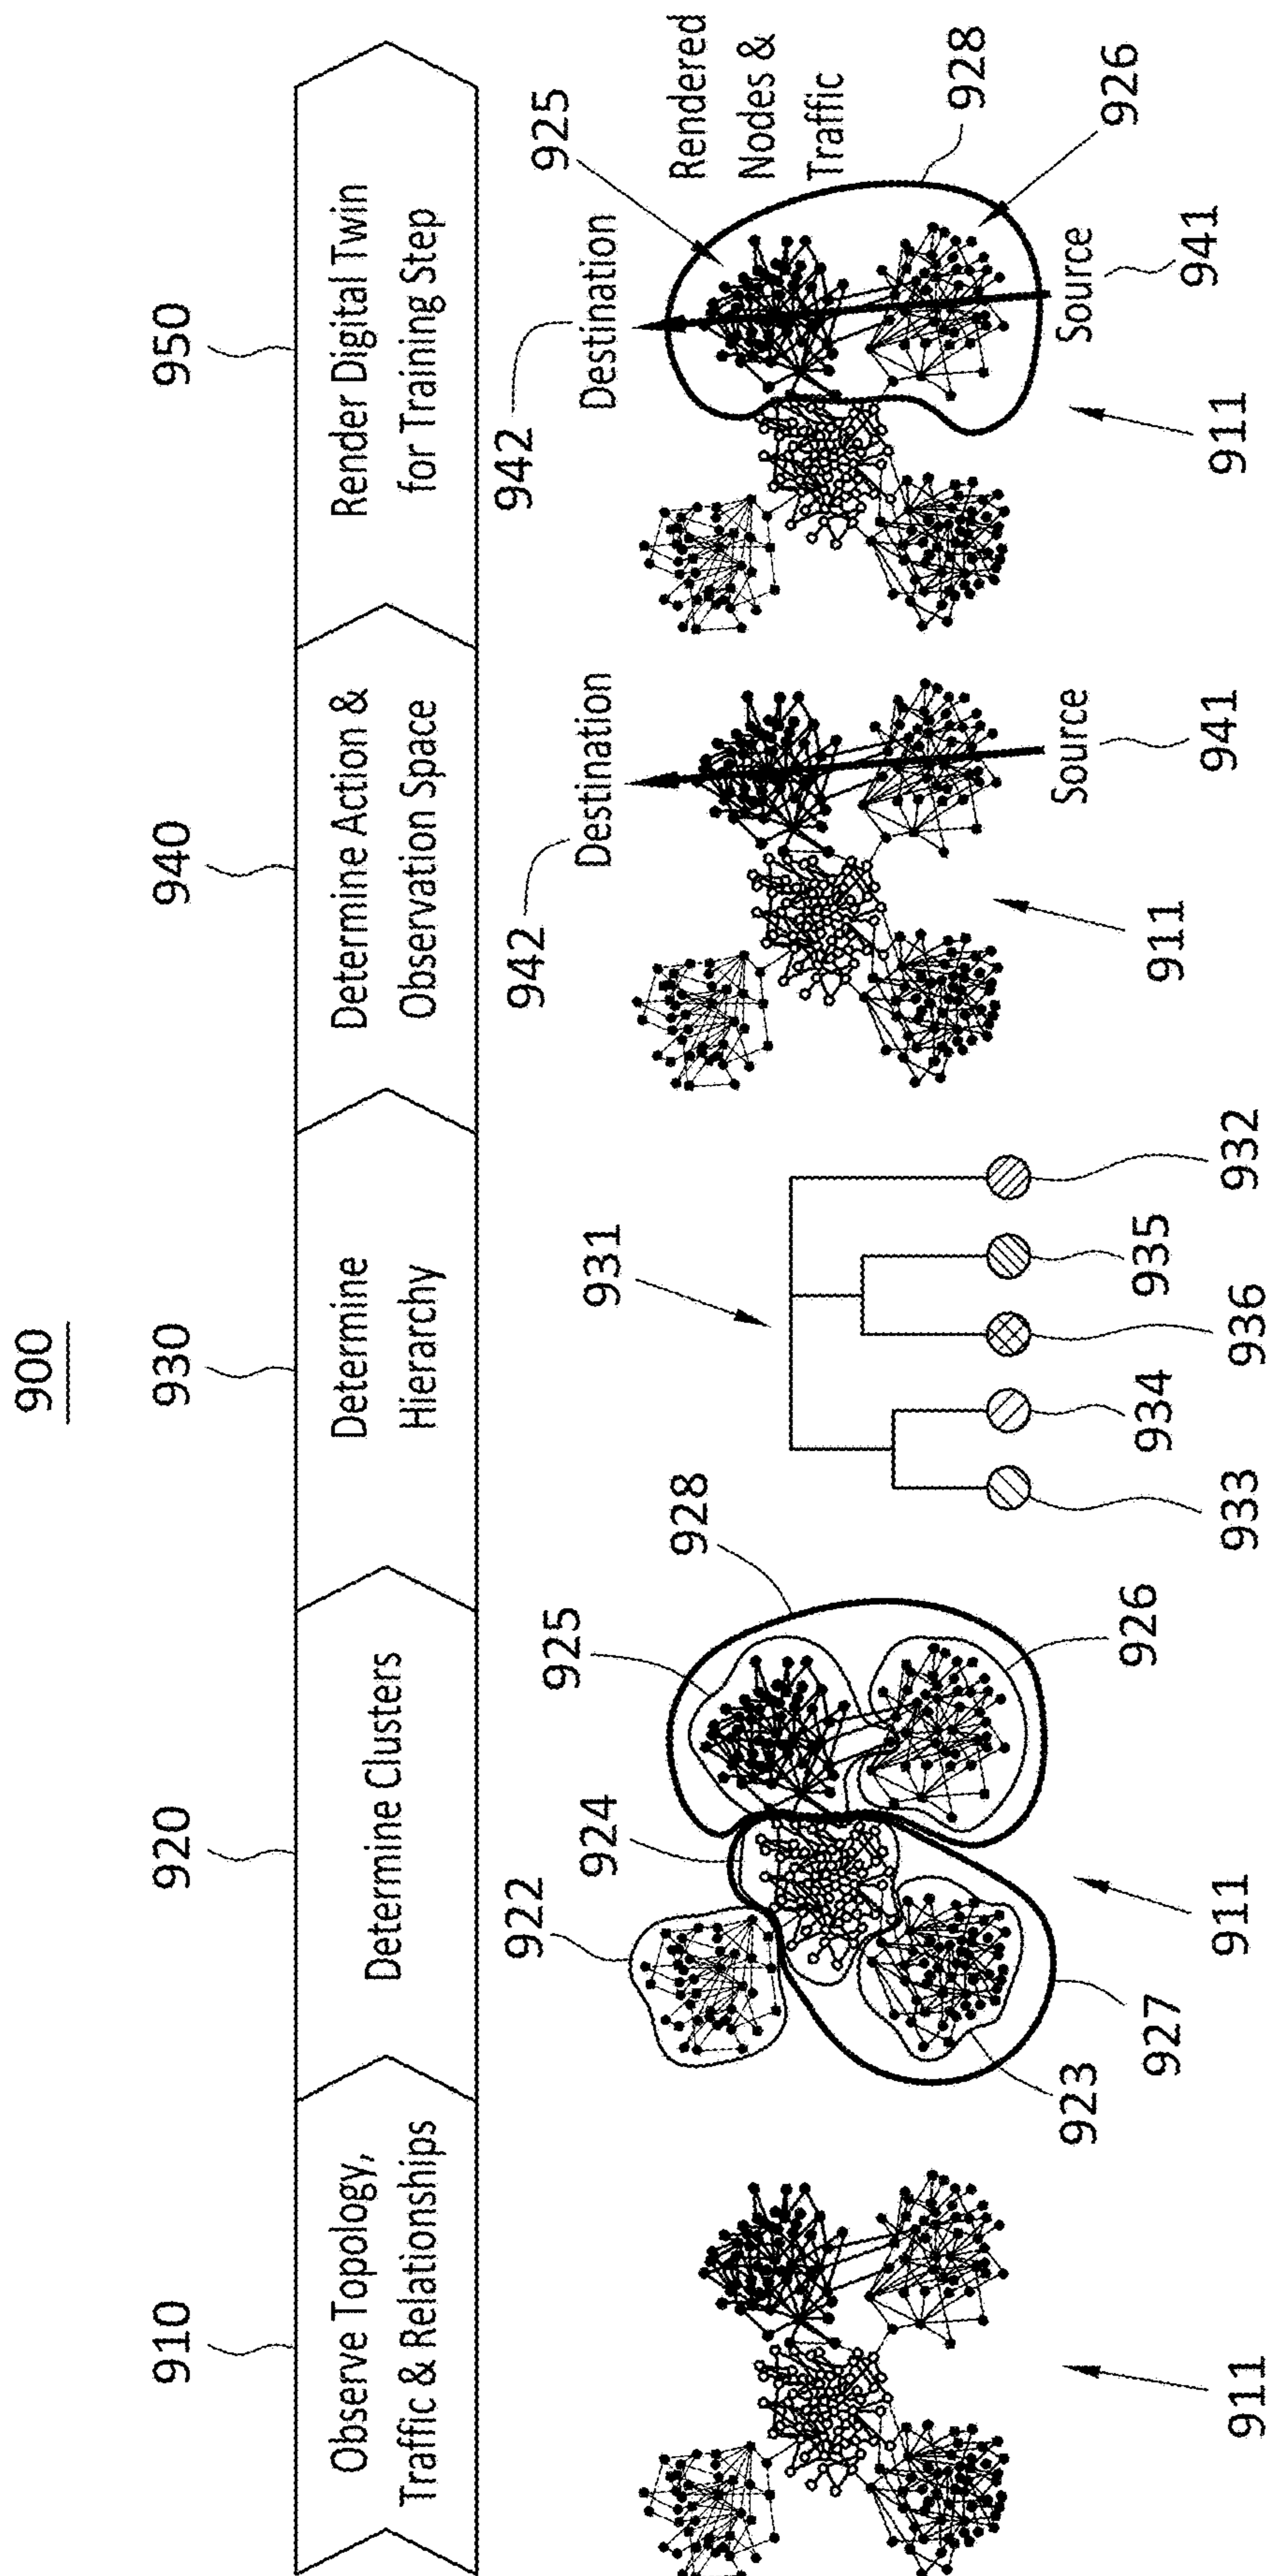 900
910
920
930
940
950
Observe Topology,
Traffic & Relationships
Determine Clusters
Determine
Hierarchy
Determine Action &
Observation Space
Render Digital Twin
for Training Step
911
922
924
925
928
923
927
911
926
931
933
934
936
935
932
942
Destination
Source
941
911
942
Destination
925
Rendered
Nodes &
Traffic
928
926
Source
941
911